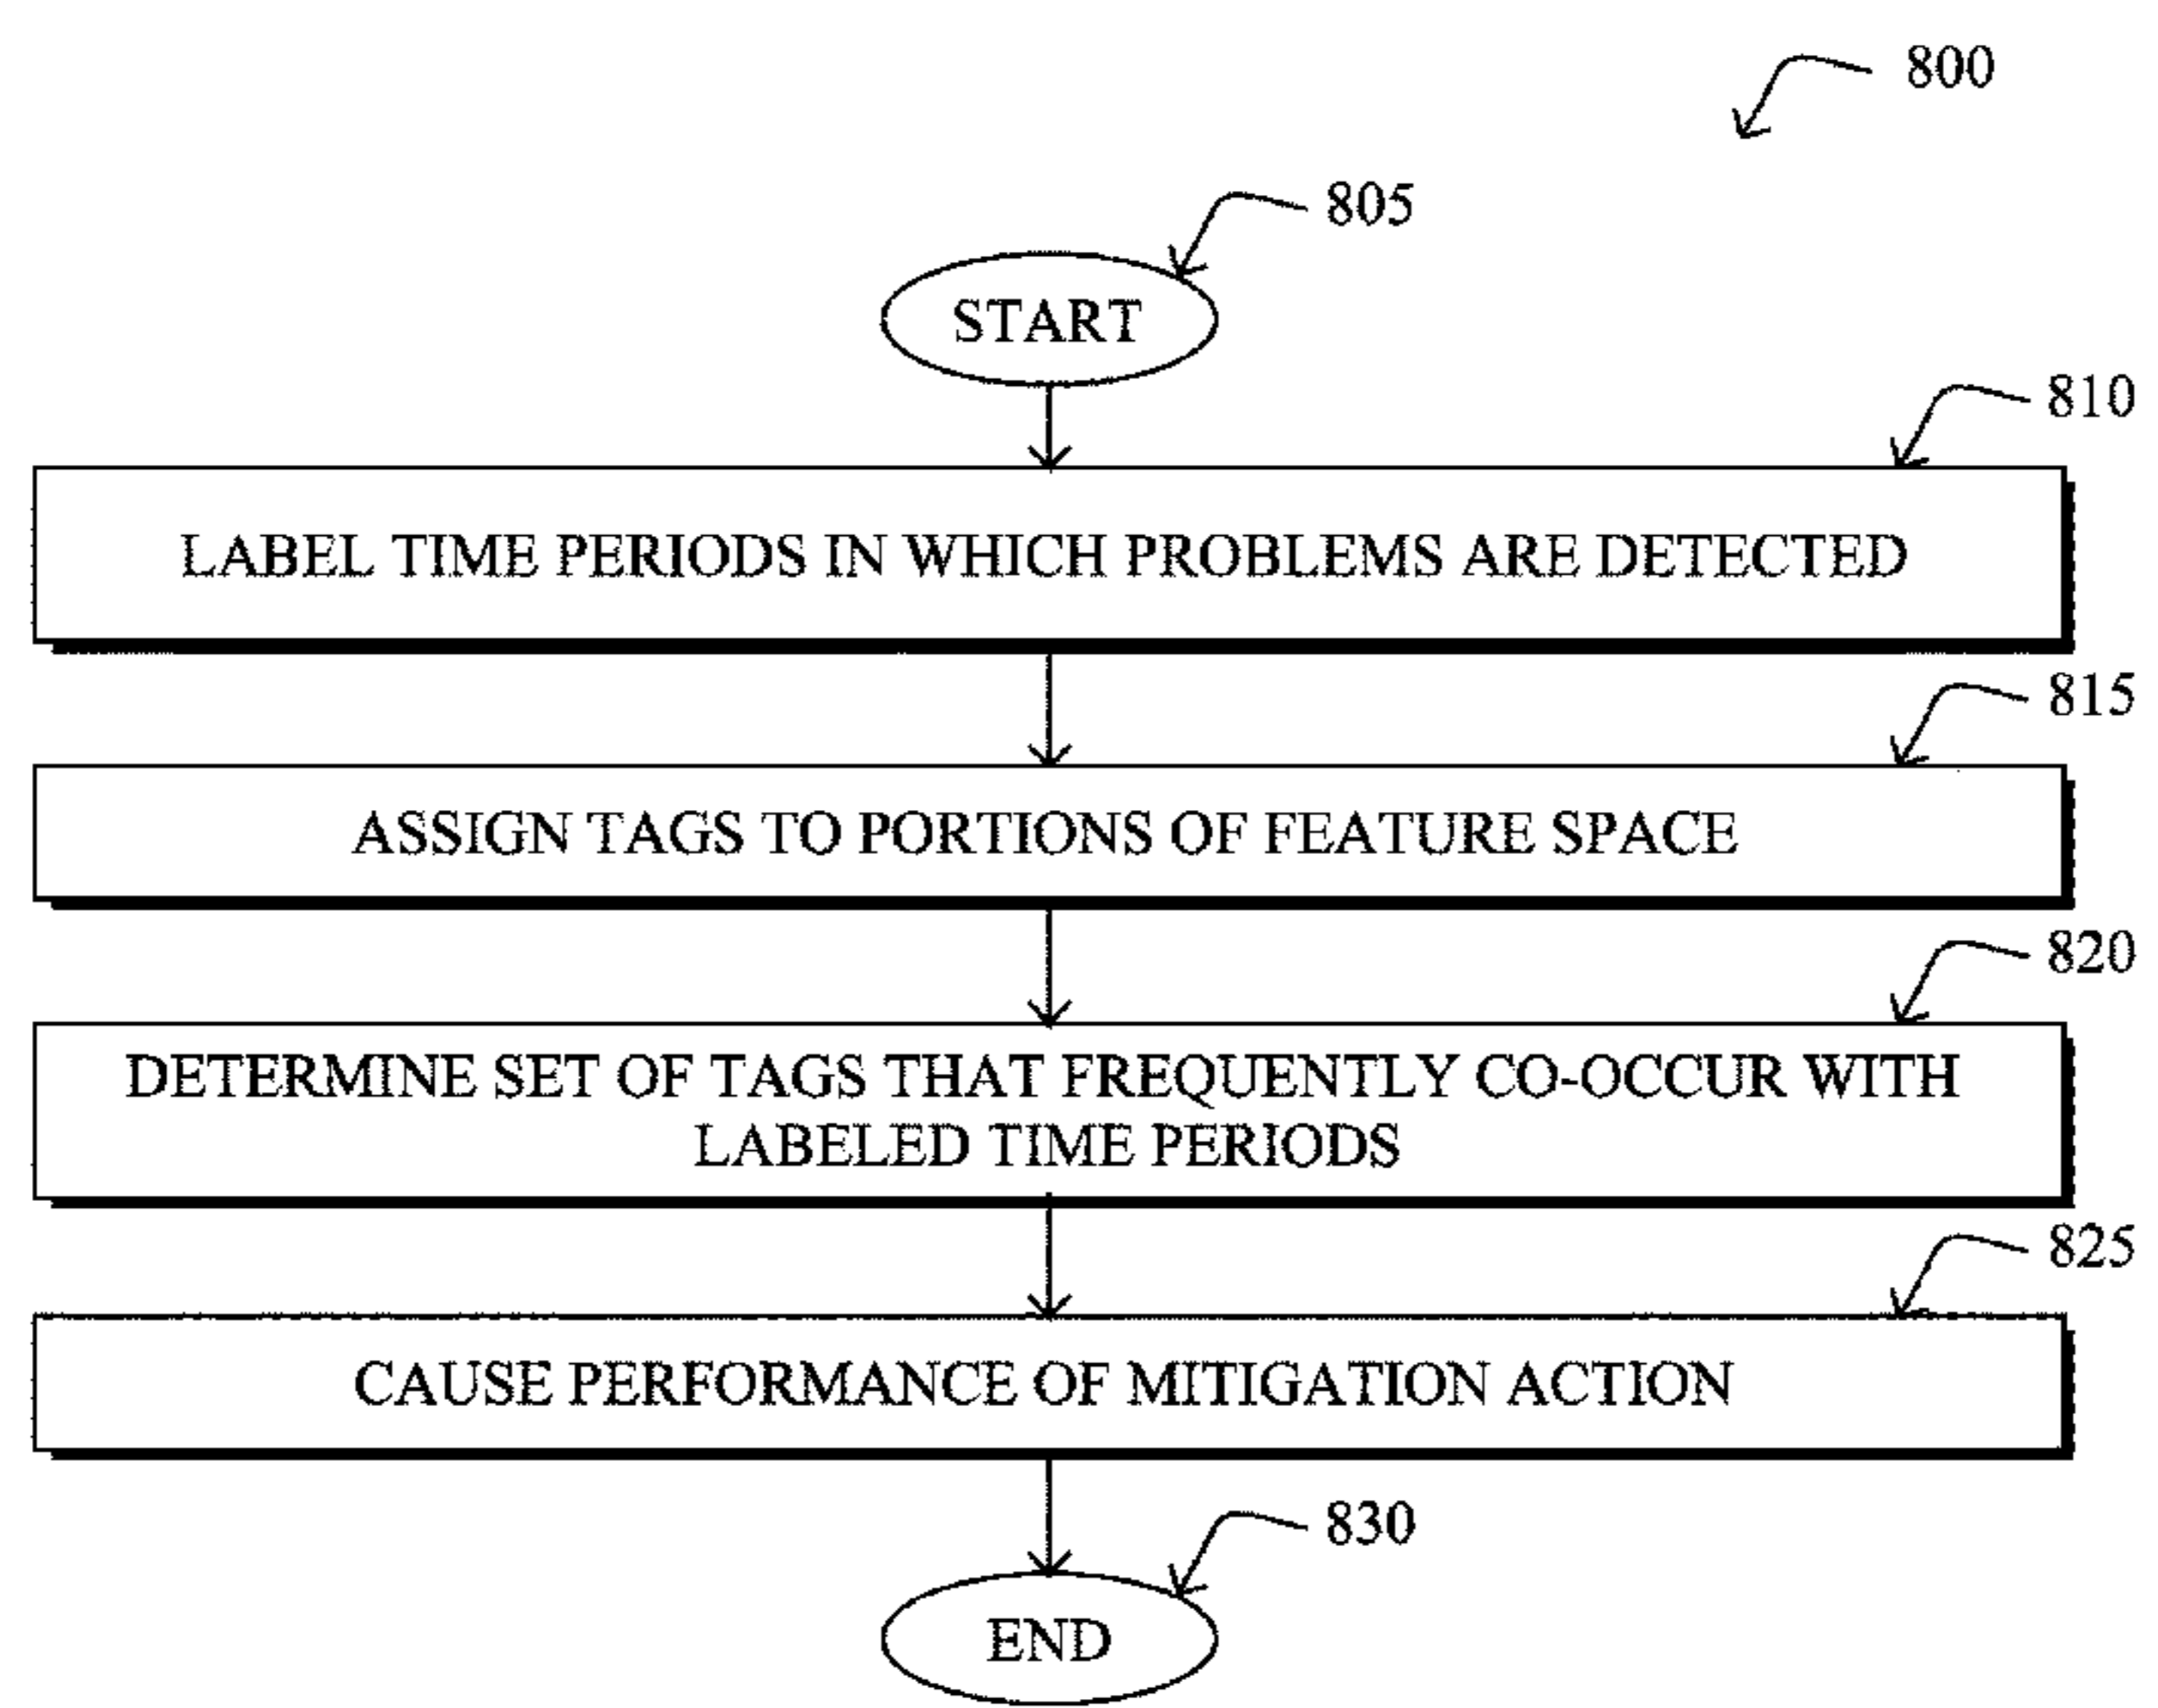 800
805
START
810
LABEL TIME PERIODS IN WHICH PROBLEMS ARE DETECTED
815
ASSIGN TAGS TO PORTIONS OF FEATURE SPACE
820
DETERMINE SET OF TAGS THAT FREQUENTLY CO-OCCUR WITH
LABELED TIME PERIODS
825
CAUSE PERFORMANCE OF MITIGATION ACTION
830
END